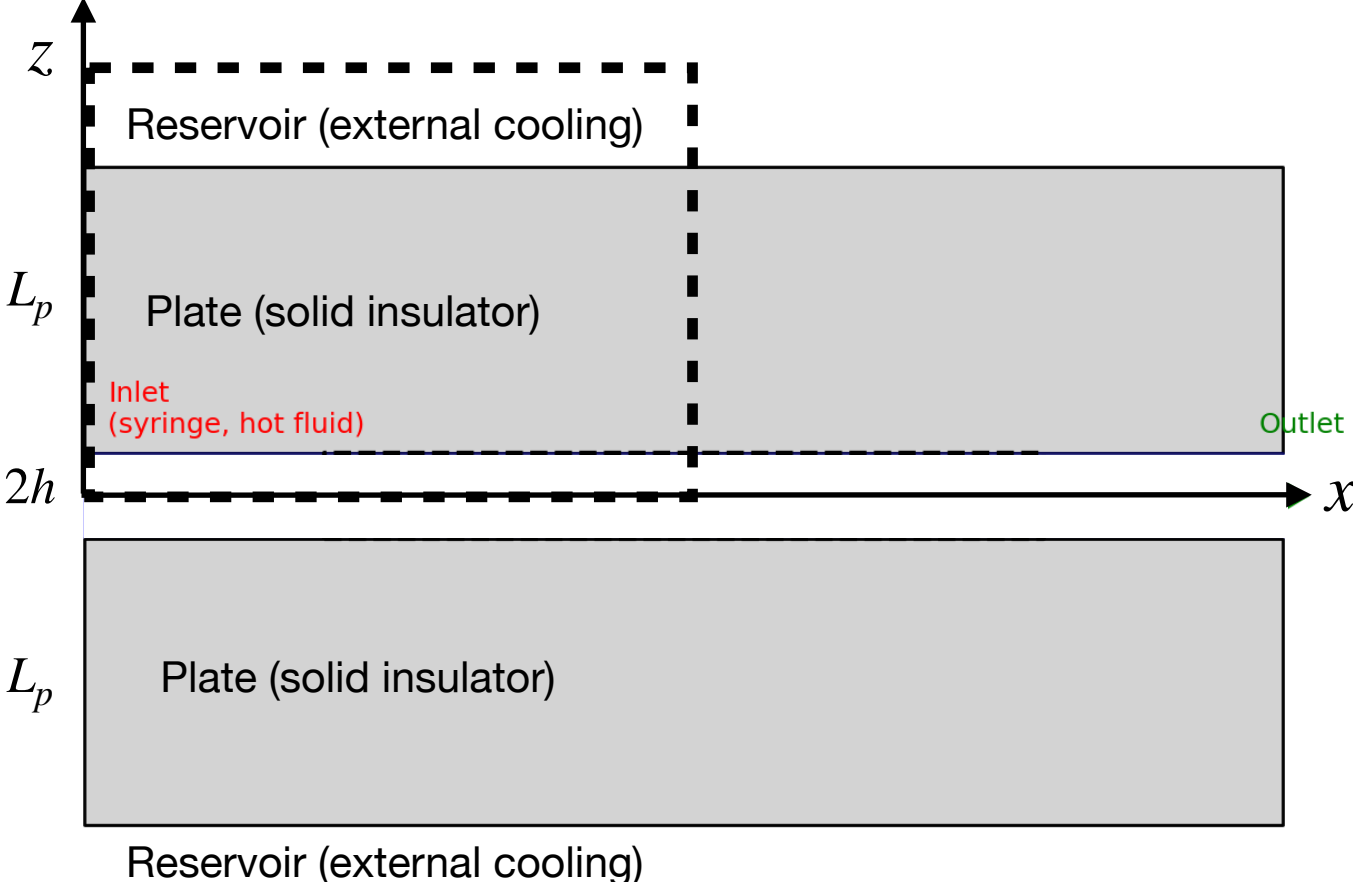 z
Reservoir (external cooling)
L_p
Plate (solid insulator)
Inlet
(syringe, hot fluid)
Outlet
2h
x
L_p
Plate (solid insulator)
Reservoir (external cooling)